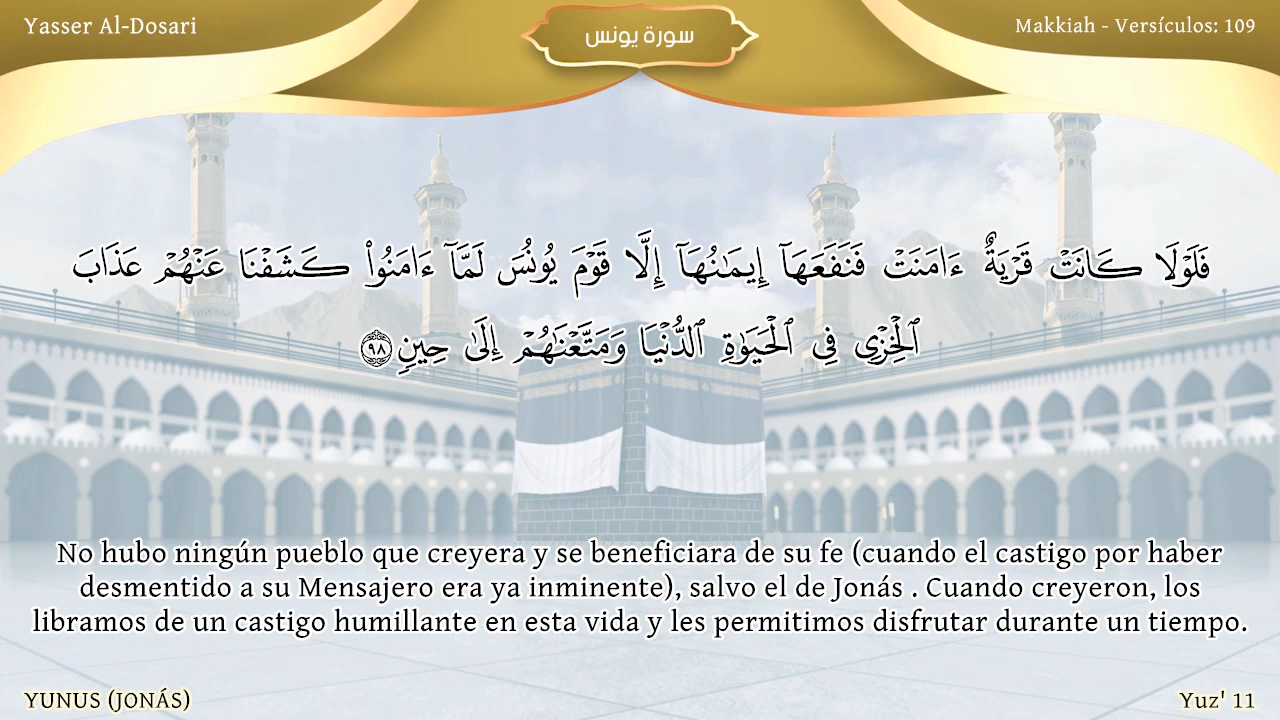 Yasser Al-Dosari
سورة يونس
Makkiah - Versículos: 109
فَلَوْلَا كَانَتْ قَرْيَةٌ ءَامَنَتْ فَنَفَعَهَآ إِيمَـٰنُهَآ إِلَّا قَوْمَ يُونُسَ لَمَّآ ءَامَنُوا۟ كَشَفْنَا عَنْهُمْ عَذَابَ
ٱلْخِزْىِ فِى ٱلْحَيَوٰةِ ٱلدُّنْيَا وَمَتَّعْنَـٰهُمْ إِلَىٰ حِينٍ ٩٨
No hubo ningún pueblo que creyera y se beneficiara de su fe (cuando el castigo por haber
desmentido a su Mensajero era ya inminente), salvo el de Jonás . Cuando creyeron, los
libramos de un castigo humillante en esta vida y les permitimos disfrutar durante un tiempo.
YUNUS (JONÁS)
Yuz' 11